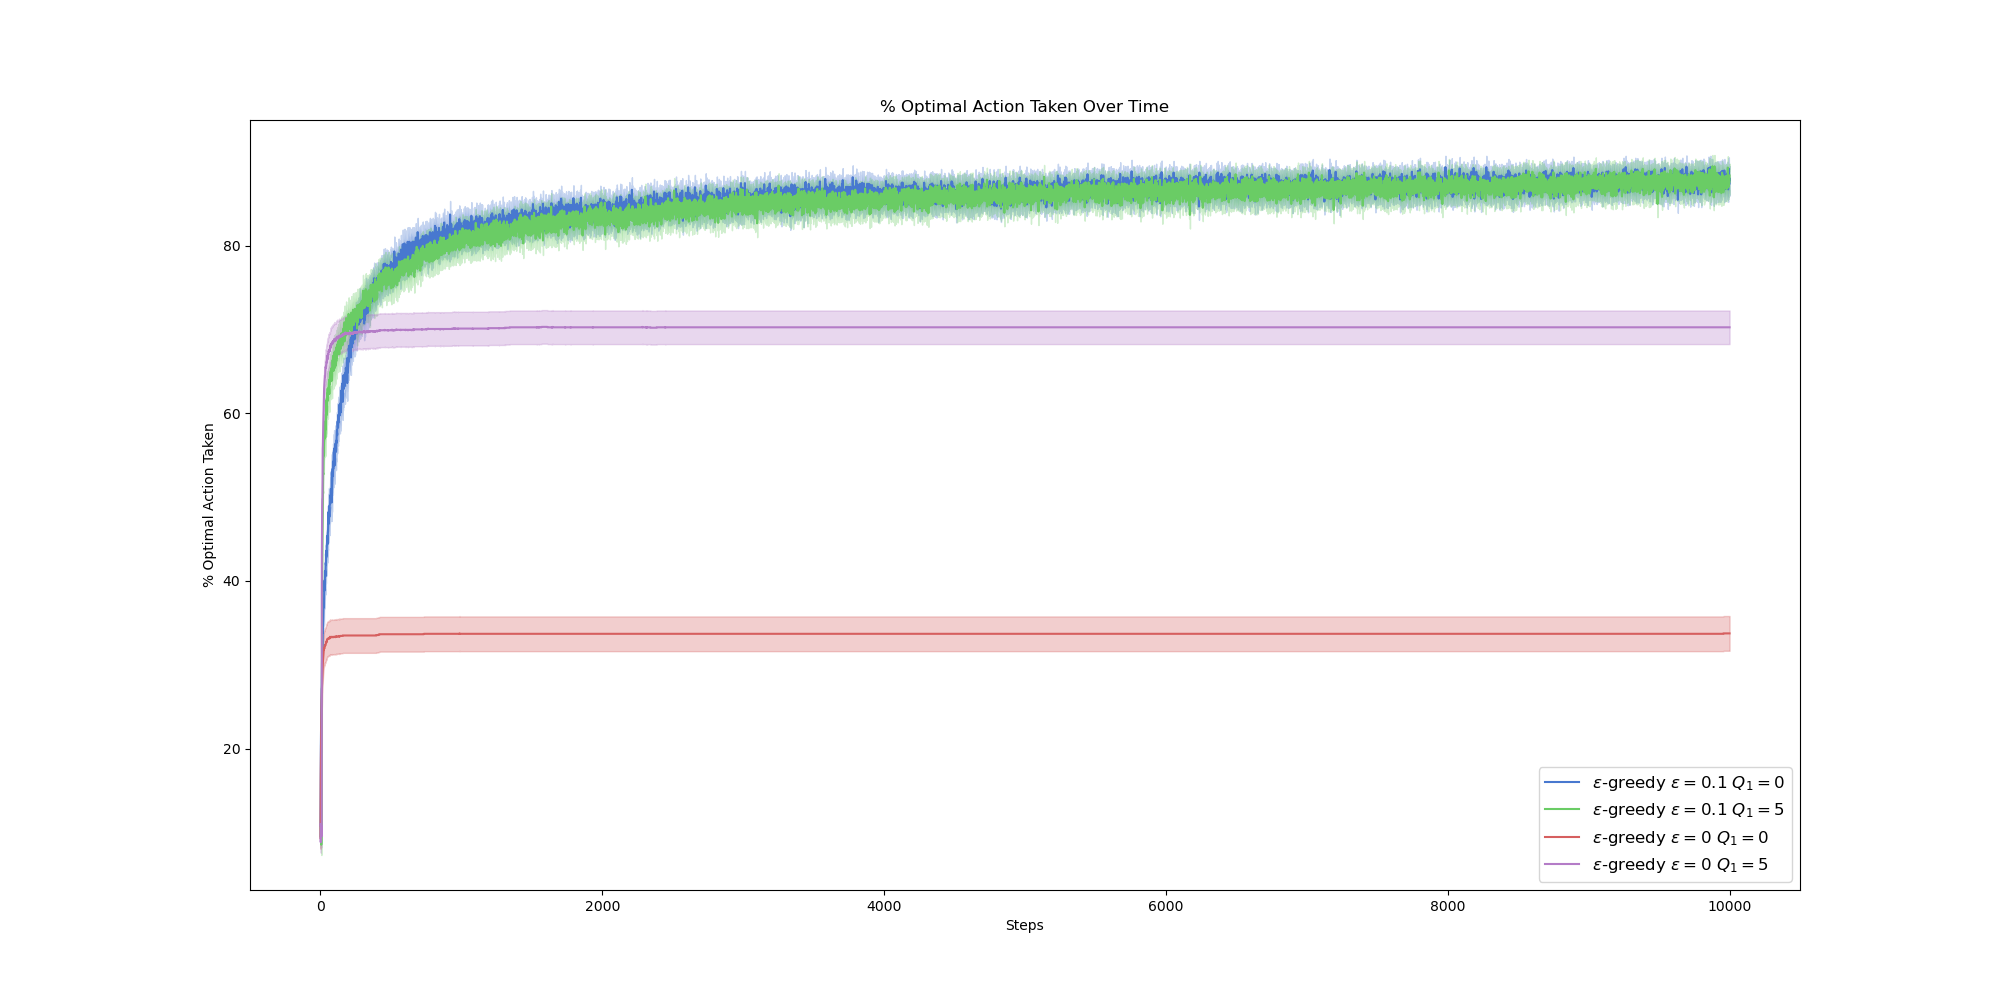 % Optimal Action Taken Over Time
% Optimal Action Taken
80
60
40
20
0
2000
4000
6000
8000
10000
Steps
ε-greedy ε = 0.1 Q₁ = 0
ε-greedy ε = 0.1 Q₁ = 5
ε-greedy ε = 0 Q₁ = 0
ε-greedy ε = 0 Q₁ = 5